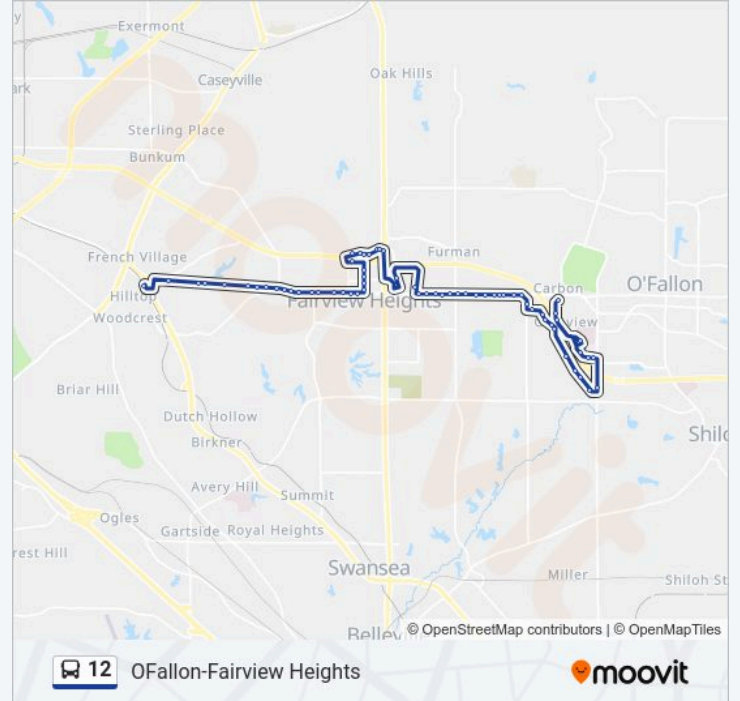 Exermont
Oak Hills
Caseyville
Sterling Place
Bunkum
French Village
Furman
Carbon
O'Fallon
Hilltop
Fairview Heights
Woodcrest
Briar Hill
Dutch Hollow
Birkner
Avery Hill
Summit
Ogles
Gartside
Royal Heights
Swansea
Miller
© OpenStreetMap contributors | © OpenMapTiles
12 OFallon-Fairview Heights
moovit